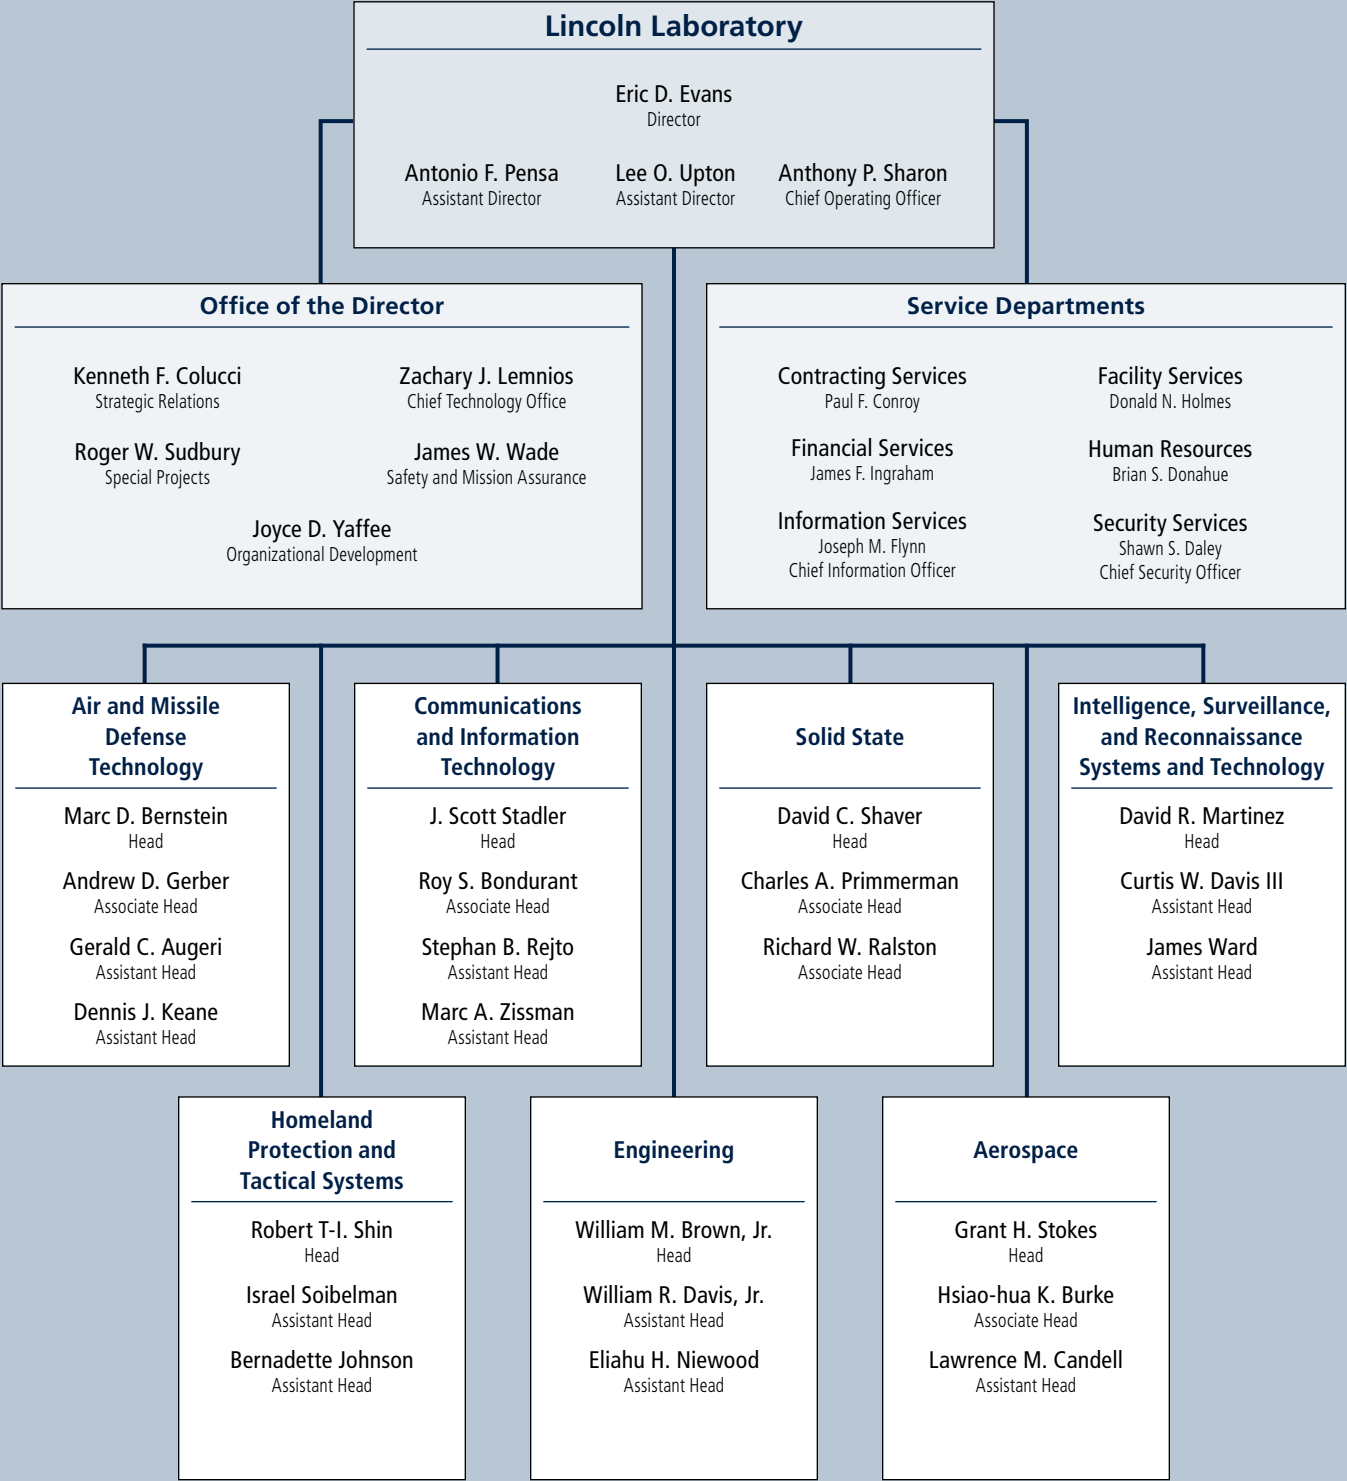 Lincoln Laboratory
Eric D. Evans
Director
Antonio F. Pensa
Assistant Director
Lee O. Upton
Assistant Director
Anthony P. Sharon
Chief Operating Officer
Office of the Director
Kenneth F. Colucci
Strategic Relations
Zachary J. Lemnios
Chief Technology Office
Roger W. Sudbury
Special Projects
James W. Wade
Safety and Mission Assurance
Joyce D. Yaffee
Organizational Development
Service Departments
Contracting Services
Paul F. Conroy
Facility Services
Donald N. Holmes
Financial Services
James F. Ingraham
Human Resources
Brian S. Donahue
Information Services
Joseph M. Flynn
Chief Information Officer
Security Services
Shawn S. Daley
Chief Security Officer
Air and Missile
Defense
Technology
Marc D. Bernstein
Head
Andrew D. Gerber
Associate Head
Gerald C. Augeri
Assistant Head
Dennis J. Keane
Assistant Head
Communications
and Information
Technology
J. Scott Stadler
Head
Roy S. Bondurant
Associate Head
Stephan B. Rejto
Assistant Head
Marc A. Zissman
Assistant Head
Solid State
David C. Shaver
Head
Charles A. Primmerman
Associate Head
Richard W. Ralston
Associate Head
Intelligence, Surveillance,
and Reconnaissance
Systems and Technology
David R. Martinez
Head
Curtis W. Davis III
Assistant Head
James Ward
Assistant Head
Homeland
Protection and
Tactical Systems
Robert T-I. Shin
Head
Israel Soibelman
Assistant Head
Bernadette Johnson
Assistant Head
Engineering
William M. Brown, Jr.
Head
William R. Davis, Jr.
Assistant Head
Eliahu H. Niewood
Assistant Head
Aerospace
Grant H. Stokes
Head
Hsiao-hua K. Burke
Associate Head
Lawrence M. Candell
Assistant Head